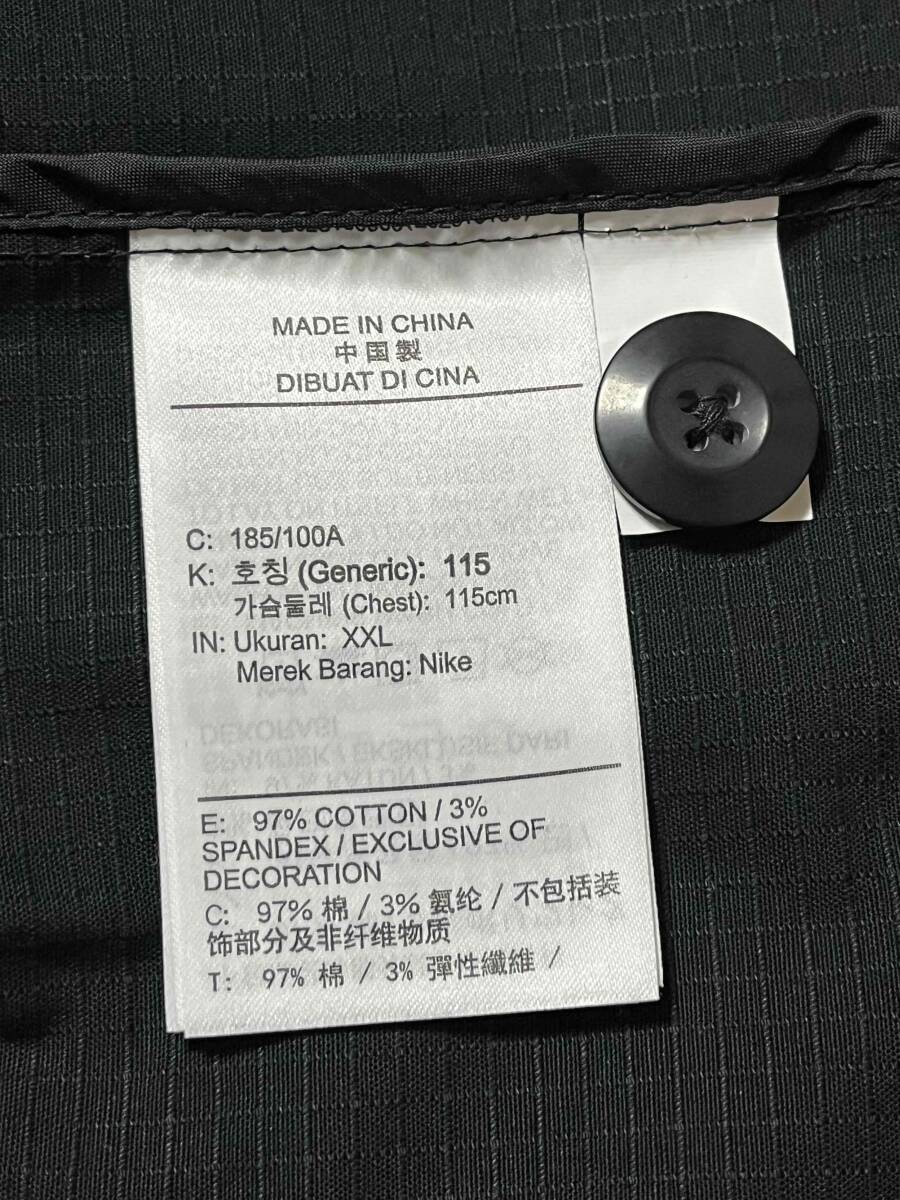 MADE IN CHINA
中国製
DIBUAT DI CINA
C: 185/100A
K: 호칭 (Generic): 115
가슴둘레 (Chest): 115cm
IN: Ukuran: XXL
Merek Barang: Nike
E: 97% COTTON / 3%
SPANDEX / EXCLUSIVE OF
DECORATION
C: 97% 棉 / 3% 氨纶 / 不包括装
饰部分及非纤维物质
T: 97% 棉 / 3% 彈性纖維 /